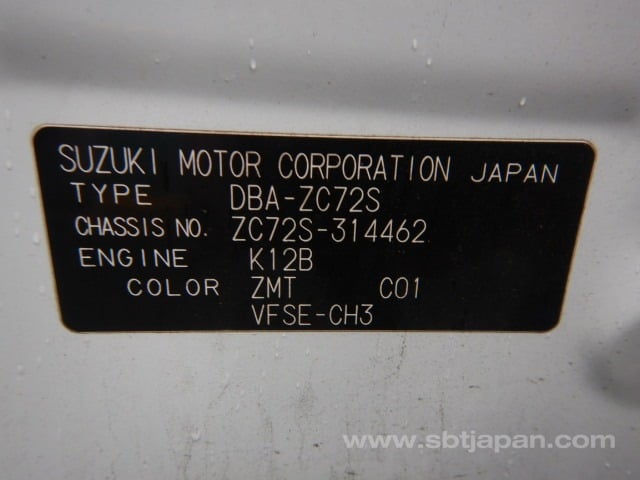 SUZUKI MOTOR CORPORATION JAPAN
TYPE DBA-ZC72S
CHASSIS NO. ZC72S-314462
ENGINE K12B
COLOR ZMT C01
VFSE-CH3
www.sbtjapan.com